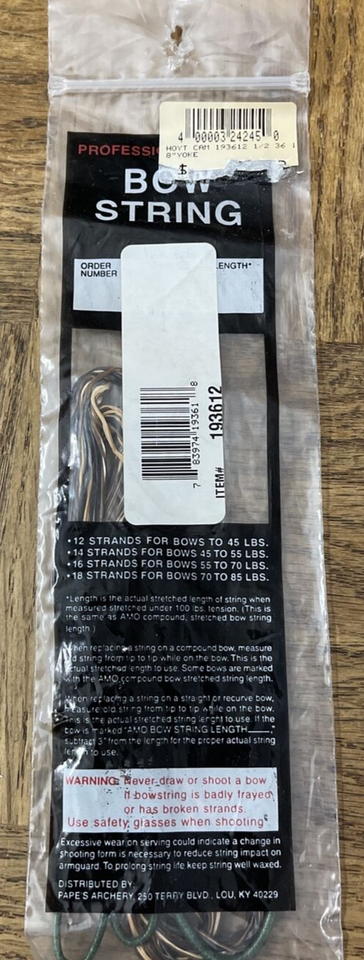 4 00003 24245 0
HOYT CAM 193612 1/2 36 1
8"YOKE
$
PROFESSIO
BOW
STRING
ORDER
NUMBER
LENGTH*
7 83974 19361 8
ITEM# 193612
•12 STRANDS FOR BOWS TO 45 LBS.
•14 STRANDS FOR BOWS 45 TO 55 LBS.
•16 STRANDS FOR BOWS 55 TO 70 LBS.
•18 STRANDS FOR BOWS 70 TO 85 LBS.
*Length is the actual stretched length of string when
measured stretched under 100 lbs. tension. (This is
the same as AMO compound, stretched bow string
length.)
When replacing a string on a compound bow, measure
old string from tip to tip while on the bow. This is the
actual stretched length to use. Some bows are marked
with the AMO compound bow stretched string length.
When replacing a string on a straight or recurve bow,
measure old string from tip to tip while on the bow.
This is the actual stretched string lenght to use. If the
bow is marked "AMO BOW STRING LENGTH____,"
subtract 3" from the length for the proper actual string
length to use.
WARNING: Never draw or shoot a bow
if bowstring is badly frayed
or has broken strands.
Use safety glasses when shooting
Excessive wear on serving could indicate a change in
shooting form is necessary to reduce string impact on
armguard. To prolong string life keep string well waxed.
DISTRIBUTED BY:
PAPE'S ARCHERY, 250 TERRY BLVD., LOU, KY 40229